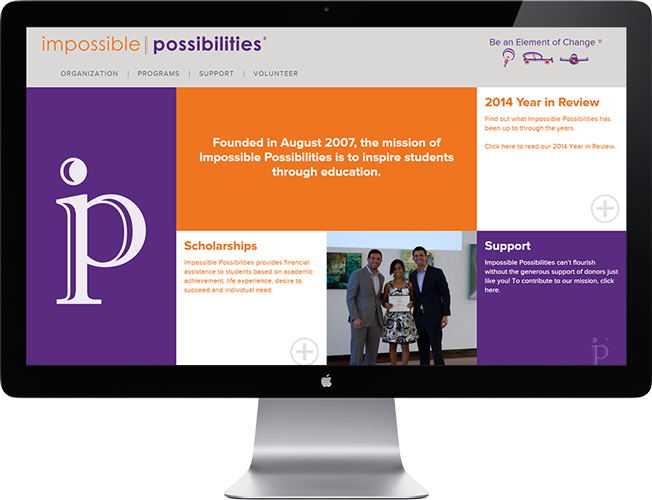 impossible | possibilities®
Be an Element of Change ®
ORGANIZATION | PROGRAMS | SUPPORT | VOLUNTEER
ip
Founded in August 2007, the mission of
Impossible Possibilities is to inspire students
through education.
2014 Year in Review
Find out what Impossible Possibilities has
been up to through the years.
Click here to read our 2014 Year in Review.
Scholarships
Impossible Possibilities provides financial
assistance to students based on academic
achievement, life experience, desire to
succeed and individual need.
Support
Impossible Possibilities can't flourish
without the generous support of donors just
like you! To contribute to our mission, click
here.
ip